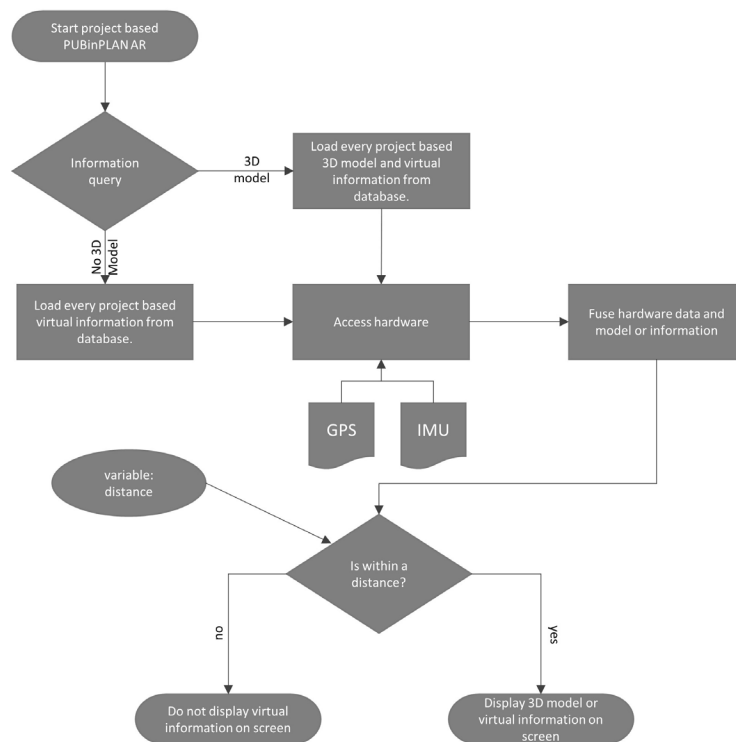 Start project based
PUBinPLAN AR
Information
query
3D
model
Load every project based
3D model and virtual
information from
database.
No 3D
Model
Load every project based
virtual information from
database.
Access hardware
Fuse hardware data and
model or information
GPS
IMU
variable:
distance
Is within a
distance?
no
yes
Do not display virtual
information on screen
Display 3D model or
virtual information on
screen